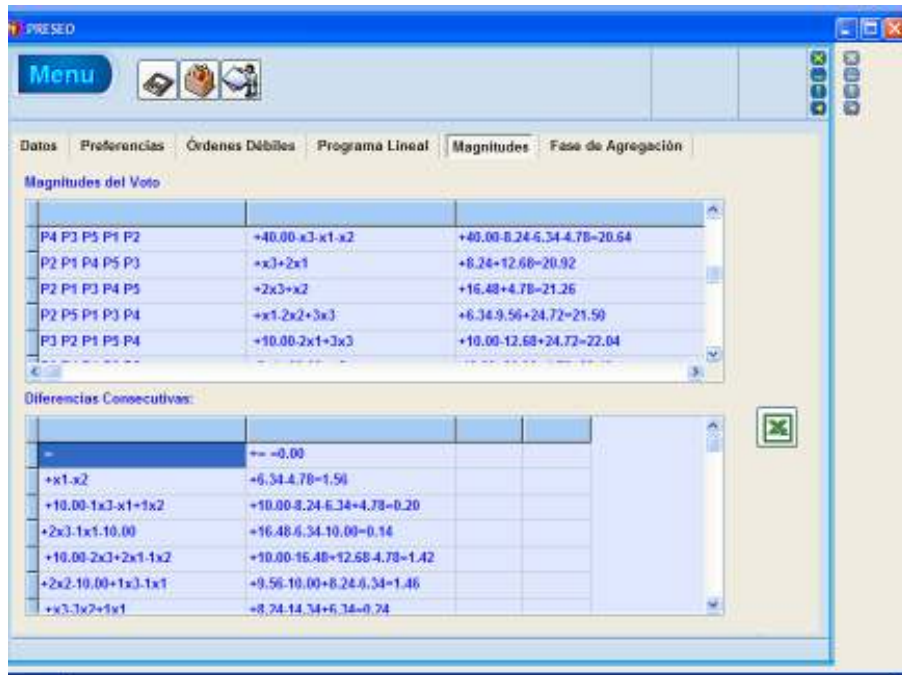 PRESEO
Menu
Datos Preferencias Órdenes Débiles Programa Lineal Magnitudes Fase de Agregación
Magnitudes del Voto
P4 P3 P5 P1 P2 +40.00-x3-x1-x2 +40.00-8.24-6.34-4.78=20.64
P2 P1 P4 P5 P3 +x3+2x1 +8.24+12.68=20.92
P2 P1 P3 P4 P5 +2x3+x2 +16.48+4.78=21.26
P2 P5 P1 P3 P4 +x1-2x2+3x3 +6.34-9.56+24.72=21.50
P3 P2 P1 P5 P4 +10.00-2x1+3x3 +10.00-12.68+24.72=22.04
Diferencias Consecutivas:
= += =0.00
+x1-x2 +6.34-4.78=1.56
+10.00-1x3-x1+1x2 +10.00-8.24-6.34+4.78=0.20
+2x3-1x1-10.00 +16.48-6.34-10.00=0.14
+10.00-2x3+2x1-1x2 +10.00-16.48+12.68-4.78=1.42
+2x2-10.00+1x3-1x1 +9.56-10.00+8.24-6.34=1.46
+x3-3x2+1x1 +8.24-14.34+6.34=0.24